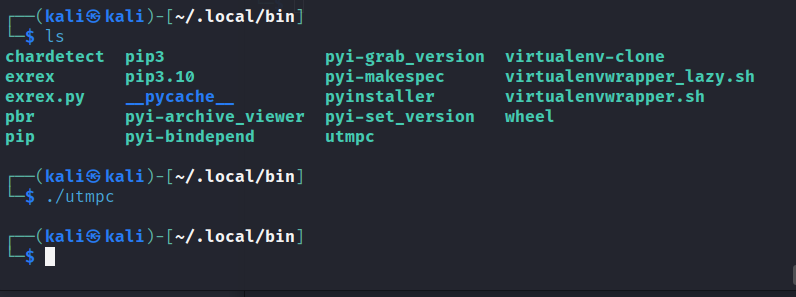 ┌──(kali㉿kali)-[~/.local/bin]
└─$ ls
chardetect  pip3                pyi-grab_version  virtualenv-clone
exrex       pip3.10             pyi-makespec      virtualenvwrapper_lazy.sh
exrex.py    __pycache__         pyinstaller       virtualenvwrapper.sh
pbr         pyi-archive_viewer  pyi-set_version   wheel
pip         pyi-bindepend       utmpc
┌──(kali㉿kali)-[~/.local/bin]
└─$ ./utmpc
┌──(kali㉿kali)-[~/.local/bin]
└─$